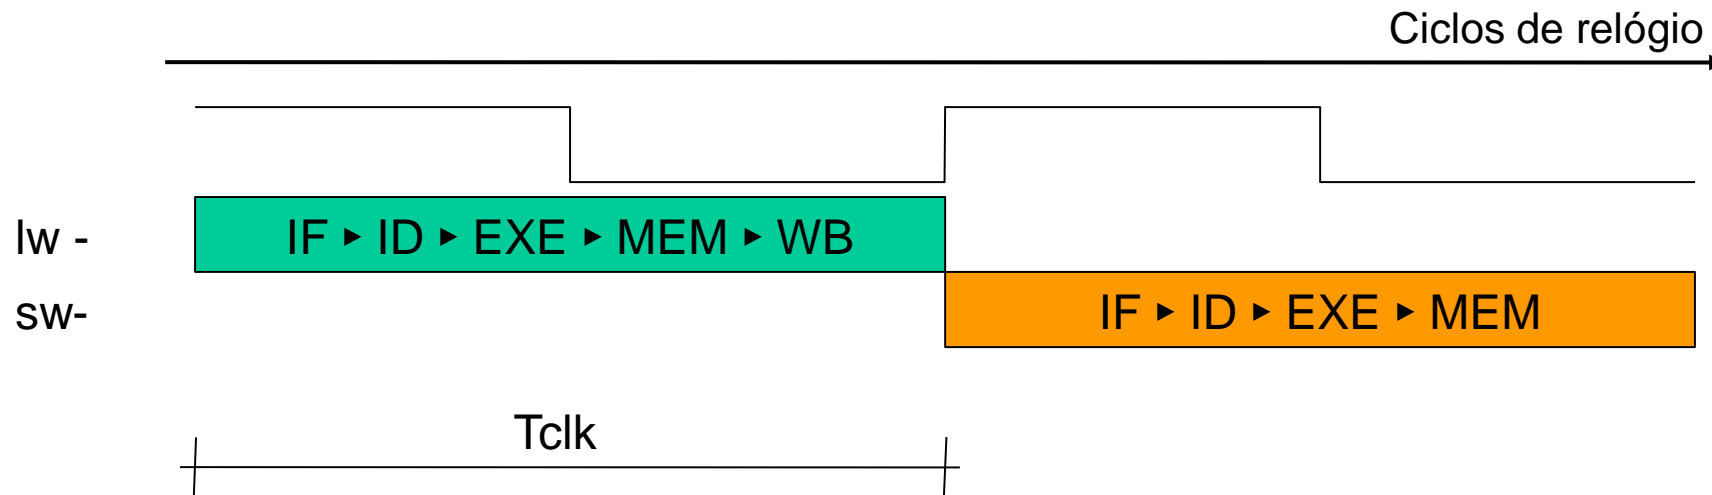 Ciclos de relógio
lw - IF ▸ ID ▸ EXE ▸ MEM ▸ WB
sw- IF ▸ ID ▸ EXE ▸ MEM
Tclk